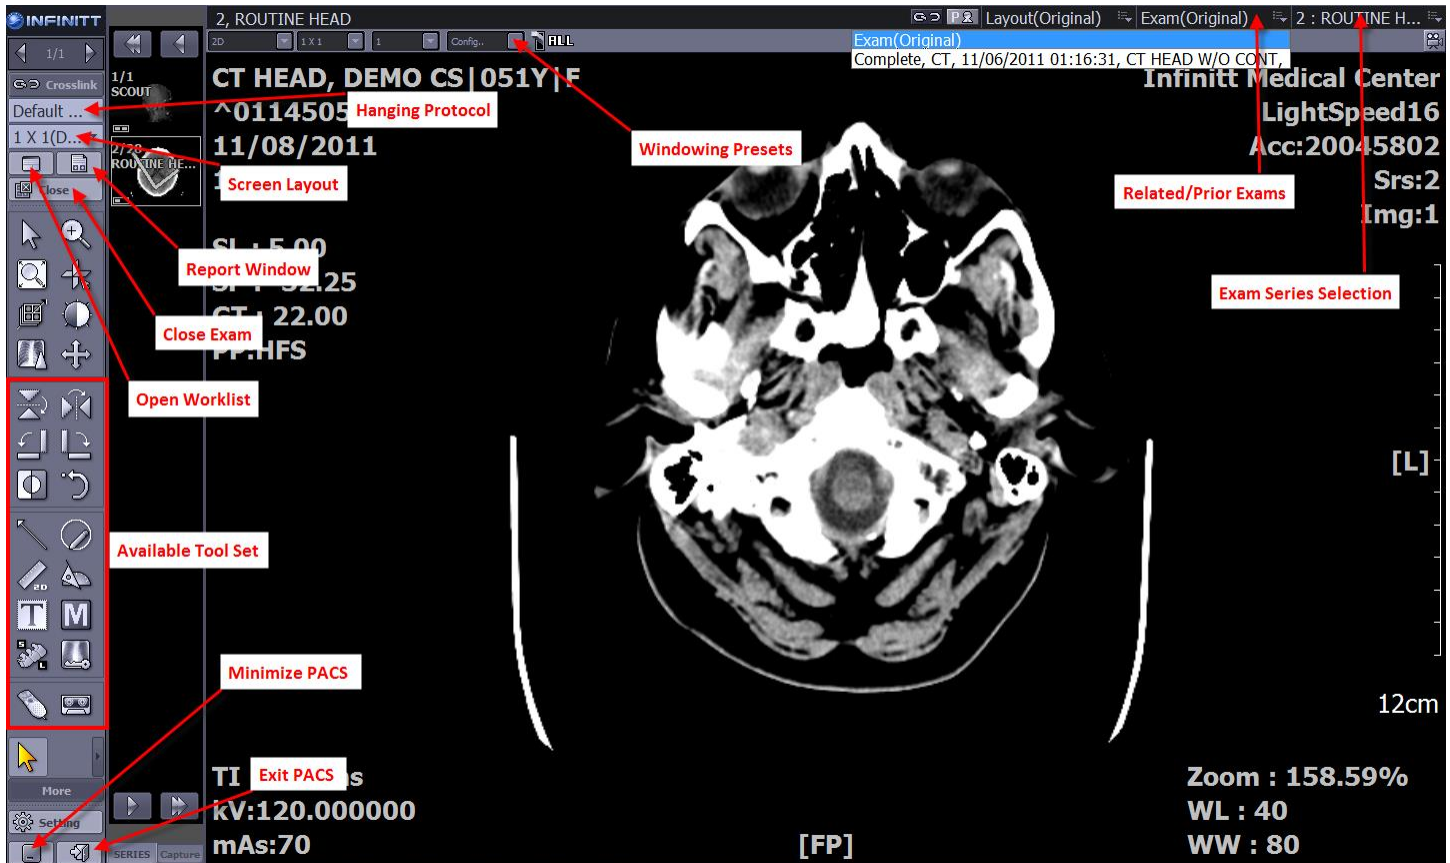 INFINITT
2, ROUTINE HEAD
Layout(Original)
Exam(Original)
2 : ROUTINE H...
1/1
2D
1 X 1
1
Config..
ALL
Exam(Original)
Complete, CT, 11/06/2011 01:16:31, CT HEAD W/O CONT,
Crosslink
Default ...
1 X 1(D...
Close
1/1
SCOUT
2/28
ROUTINE HE...
CT HEAD, DEMO CS|051Y|F
^0114505
11/08/2011
5.00
.25
22.00
PP:HFS
Infinitt Medical Center
LightSpeed16
Acc:20045802
Srs:2
Img:1
Hanging Protocol
Windowing Presets
Screen Layout
Related/Prior Exams
Report Window
Exam Series Selection
Close Exam
Open Worklist
[L]
Available Tool Set
2D
T
M
S
L
Minimize PACS
12cm
Exit PACS
TI
s
kV:120.000000
mAs:70
[FP]
Zoom : 158.59%
WL : 40
WW : 80
More
Setting
SERIES
Capture